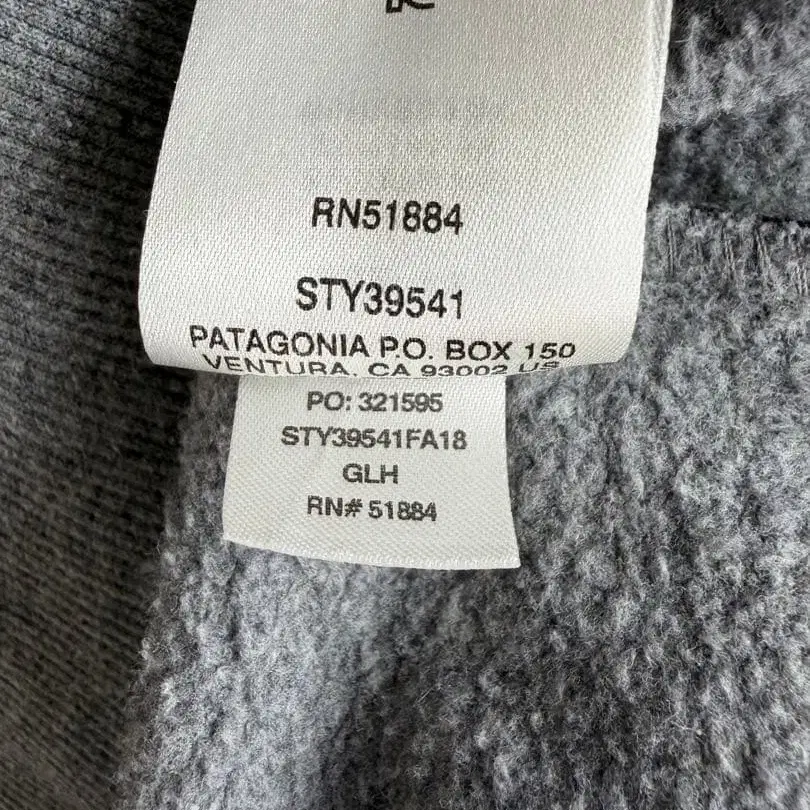 RN51884
STY39541
PATAGONIA P.O. BOX 150
VENTURA, CA 93002 US
PO: 321595
STY39541FA18
GLH
RN# 51884